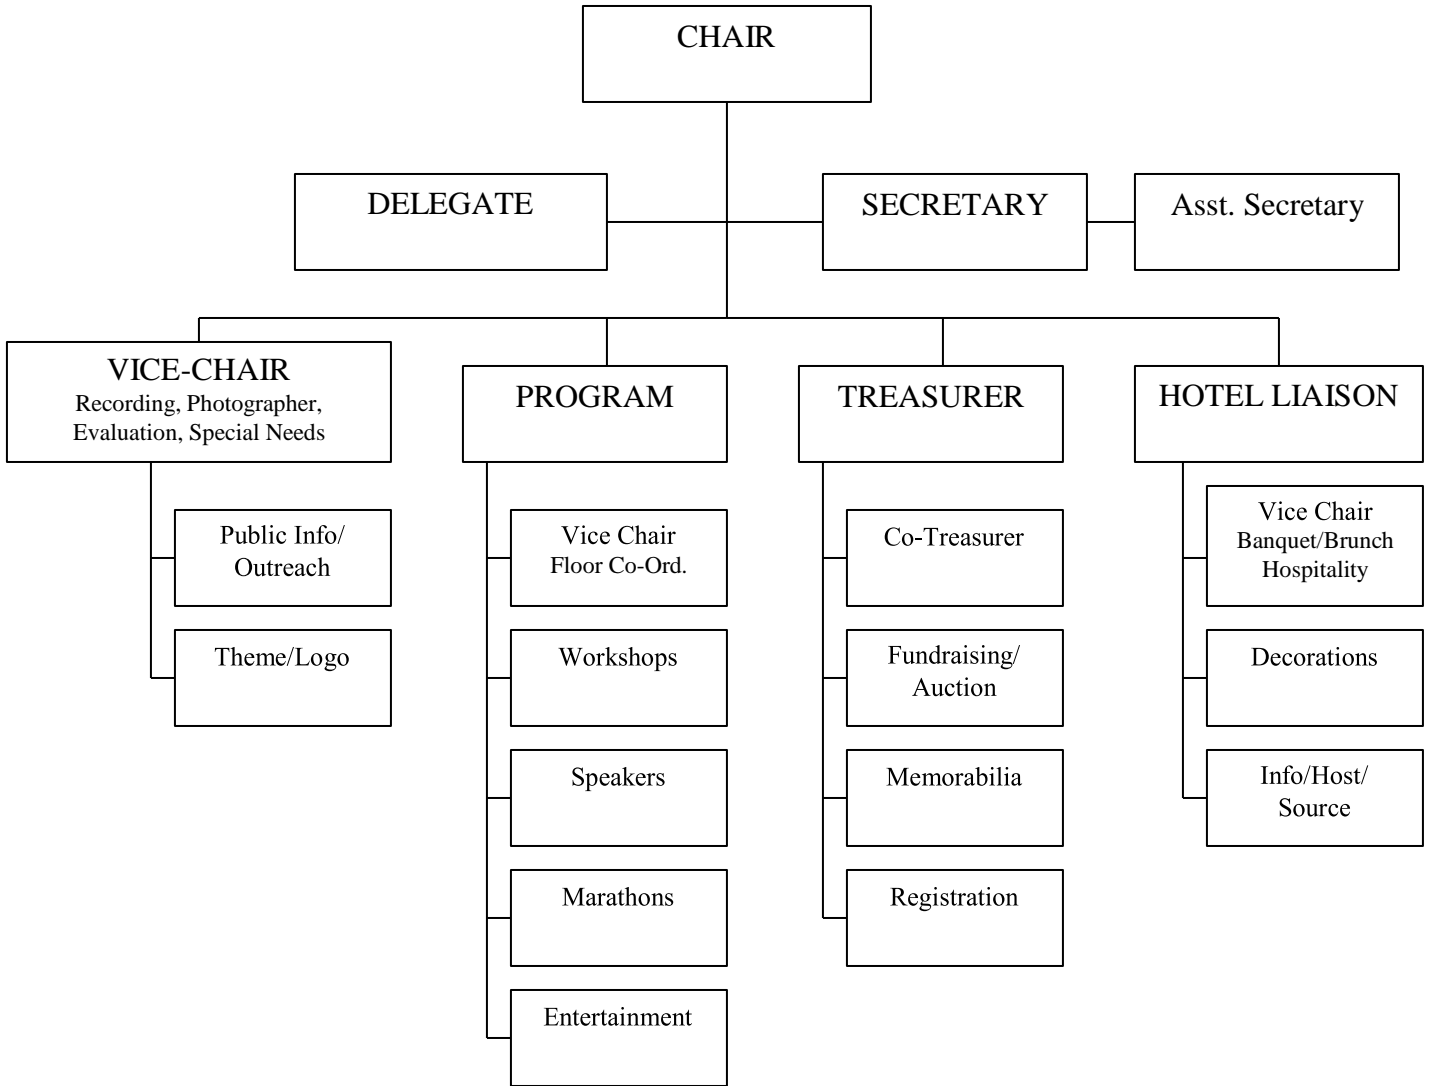 CHAIR
DELEGATE
SECRETARY
Asst. Secretary
VICE-CHAIR
Recording, Photographer,
Evaluation, Special Needs
Public Info/
Outreach
Theme/Logo
PROGRAM
Vice Chair
Floor Co-Ord.
Workshops
Speakers
Marathons
Entertainment
TREASURER
Co-Treasurer
Fundraising/
Auction
Memorabilia
Registration
HOTEL LIAISON
Vice Chair
Banquet/Brunch
Hospitality
Decorations
Info/Host/
Source